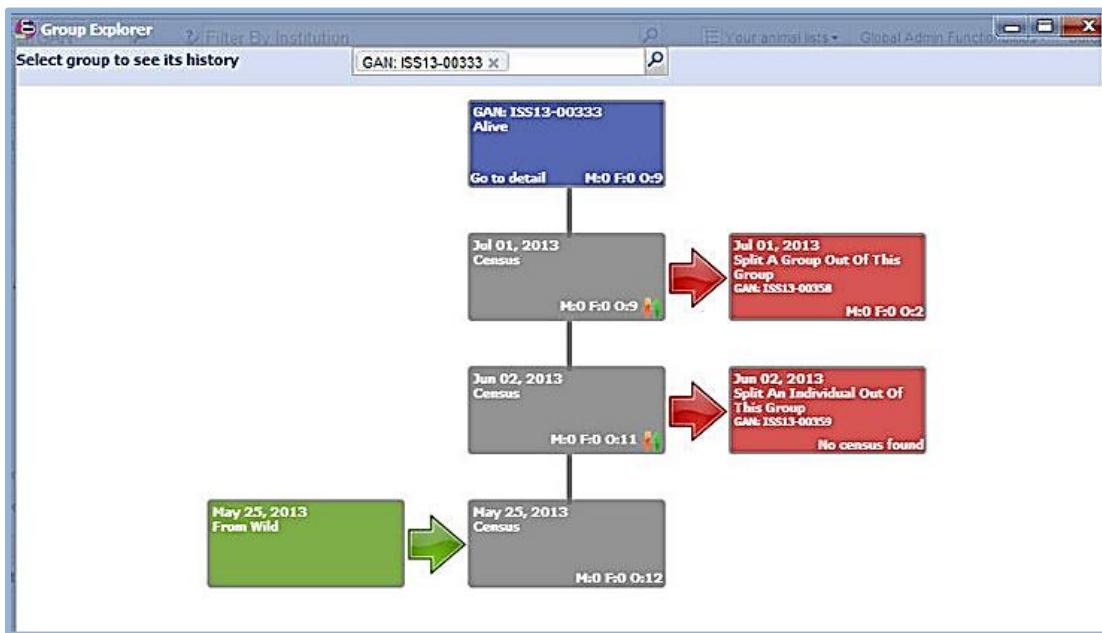 Group Explorer
Filter By Institution
Your animal lists
Global Admin
Select group to see its history
GAN: ISS13-00333 ×
GAN: ISS13-00333
Alive
Go to detail M:0 F:0 O:9
Jul 01, 2013
Census
M:0 F:0 O:9
Jul 01, 2013
Split A Group Out Of This
Group
GAN: ISS13-00358
M:0 F:0 O:2
Jun 02, 2013
Census
M:0 F:0 O:11
Jun 02, 2013
Split An Individual Out Of
This Group
GAN: ISS13-00359
No census found
May 25, 2013
From Wild
May 25, 2013
Census
M:0 F:0 O:12